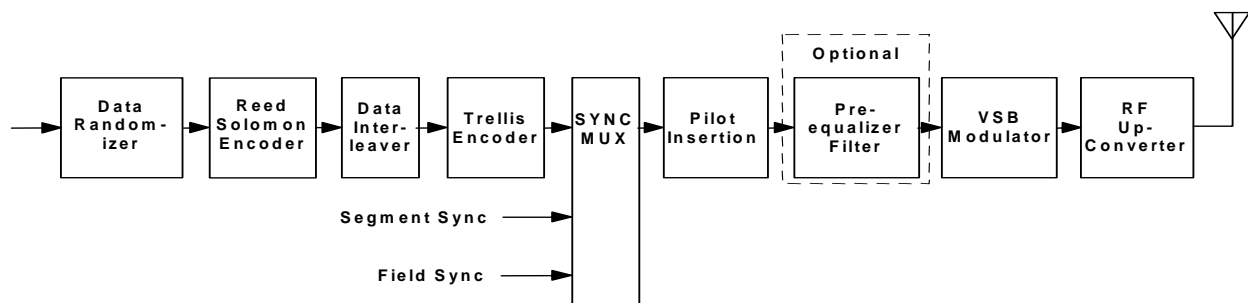 Optional
Data
Random-
izer
Reed
Solomon
Encoder
Data
Inter-
leaver
Trellis
Encoder
SYNC
MUX
Pilot
Insertion
Pre-
equalizer
Filter
VSB
Modulator
RF
Up-
Converter
Segment Sync
Field Sync